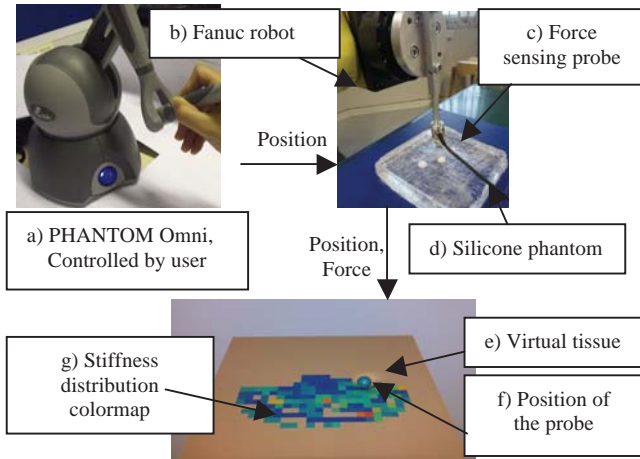 b) Fanuc robot
c) Force
sensing probe
Position
a) PHANTOM Omni,
Controlled by user
Position,
Force
d) Silicone phantom
g) Stiffness
distribution
colormap
e) Virtual tissue
f) Position of
the probe